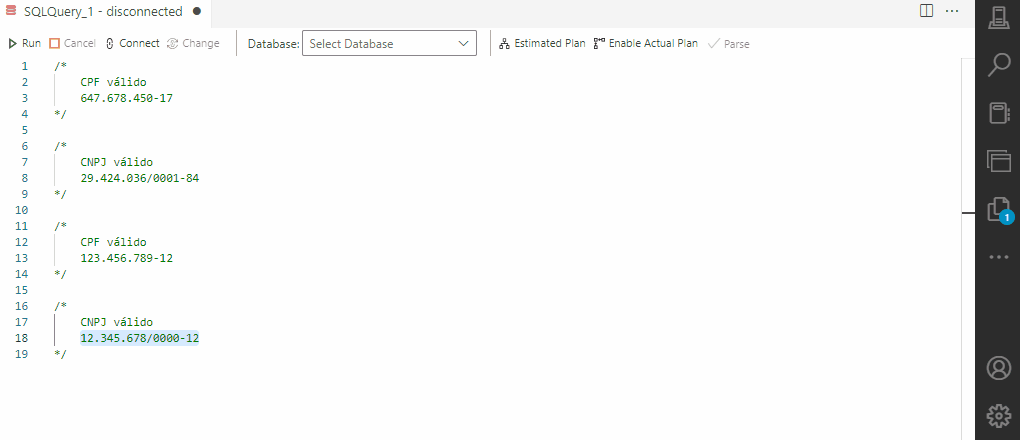 SQLQuery_1 - disconnected
Run Cancel Connect Change Database: Select Database Estimated Plan Enable Actual Plan Parse
1 /*
2 CPF válido
3 647.678.450-17
4 */
5
6 /*
7 CNPJ válido
8 29.424.036/0001-84
9 */
10
11 /*
12 CPF válido
13 123.456.789-12
14 */
15
16 /*
17 CNPJ válido
18 12.345.678/0000-12
19 */
1